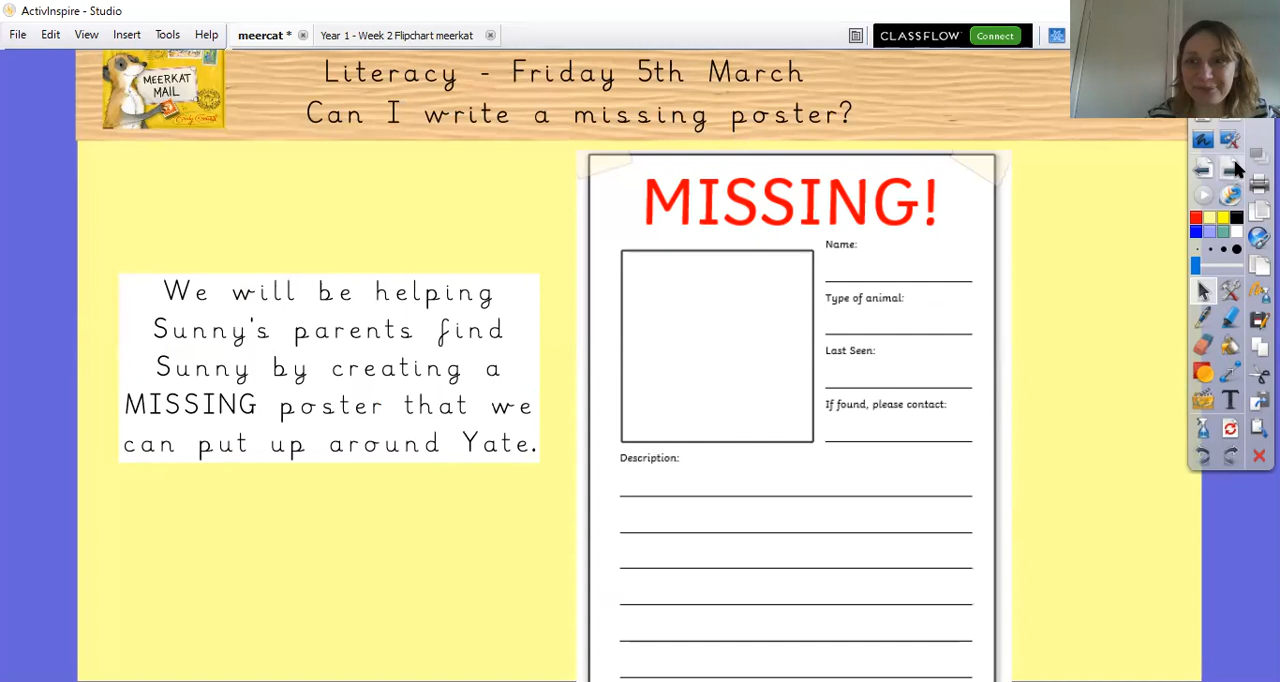 ActivInspire - Studio
File Edit View Insert Tools Help
meercat *
Year 1 - Week 2 Flipchart meerkat
CLASSFLOW Connect
MEERKAT
MAIL
Emily Gravett
Literacy - Friday 5th March
Can I write a missing poster?
We will be helping
Sunny's parents find
Sunny by creating a
MISSING poster that we
can put up around Yate.
MISSING!
Name:
Type of animal:
Last Seen:
If found, please contact:
Description:
T